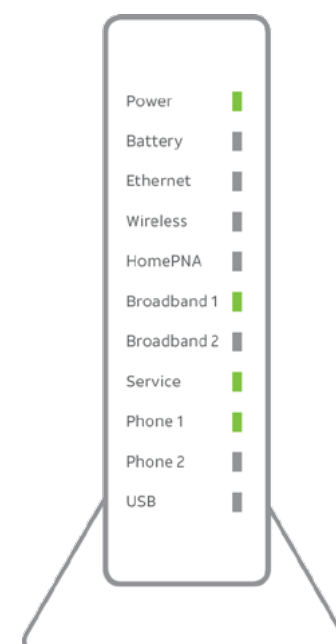 Power
Battery
Ethernet
Wireless
HomePNA
Broadband 1
Broadband 2
Service
Phone 1
Phone 2
USB